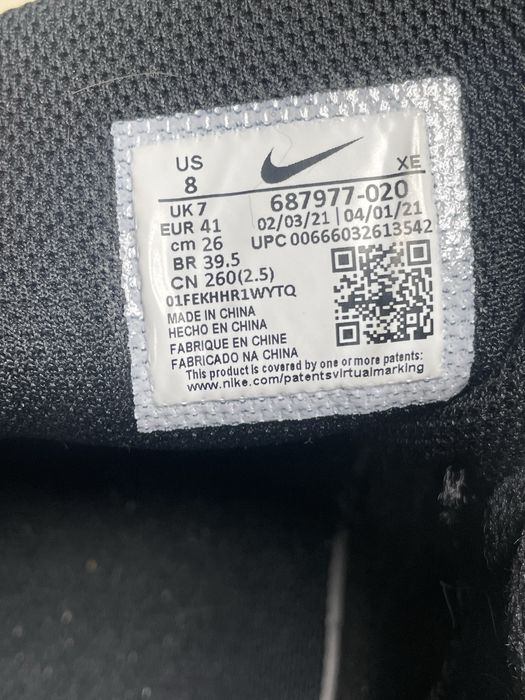 US
8
XE
UK 7
687977-020
EUR 41
02/03/21 | 04/01/21
cm 26
UPC 00666032613542
BR 39.5
CN 260(2.5)
01FEKHHR1WYTQ
MADE IN CHINA
HECHO EN CHINA
FABRIQUE EN CHINE
FABRICADO NA CHINA
This product is covered by one or more patents:
www.nike.com/patentsvirtualmarking